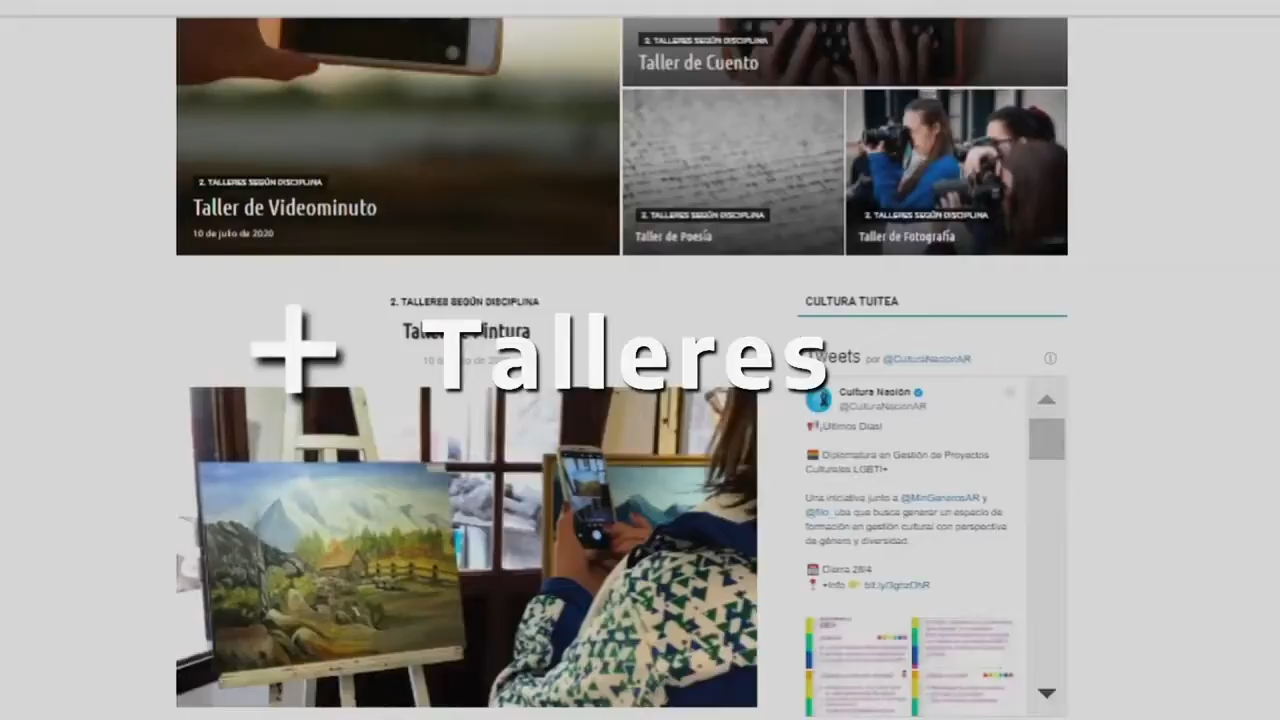 2. TALLERES SEGÚN DISCIPLINA
Taller de Cuento
2. TALLERES SEGÚN DISCIPLINA
Taller de Videominuto
10 de julio de 2020
2. TALLERES SEGÚN DISCIPLINA
Taller de Poesía
2. TALLERES SEGÚN DISCIPLINA
Taller de Fotografía
2. TALLERES SEGÚN DISCIPLINA
Pintura
+ Talleres
CULTURA TUITEA
Tweets por @CulturaNacionAR
Cultura Nación
@CulturaNacionAR
¡Últimos Días!
Diplomatura en Gestión de Proyectos
Culturales LGBTI+
Una iniciativa junto a @MinGenerosAR y
@filo_uba que busca generar un espacio de
formación en gestión cultural con perspectiva
de género y diversidad.
Cierra 28/4
+Info